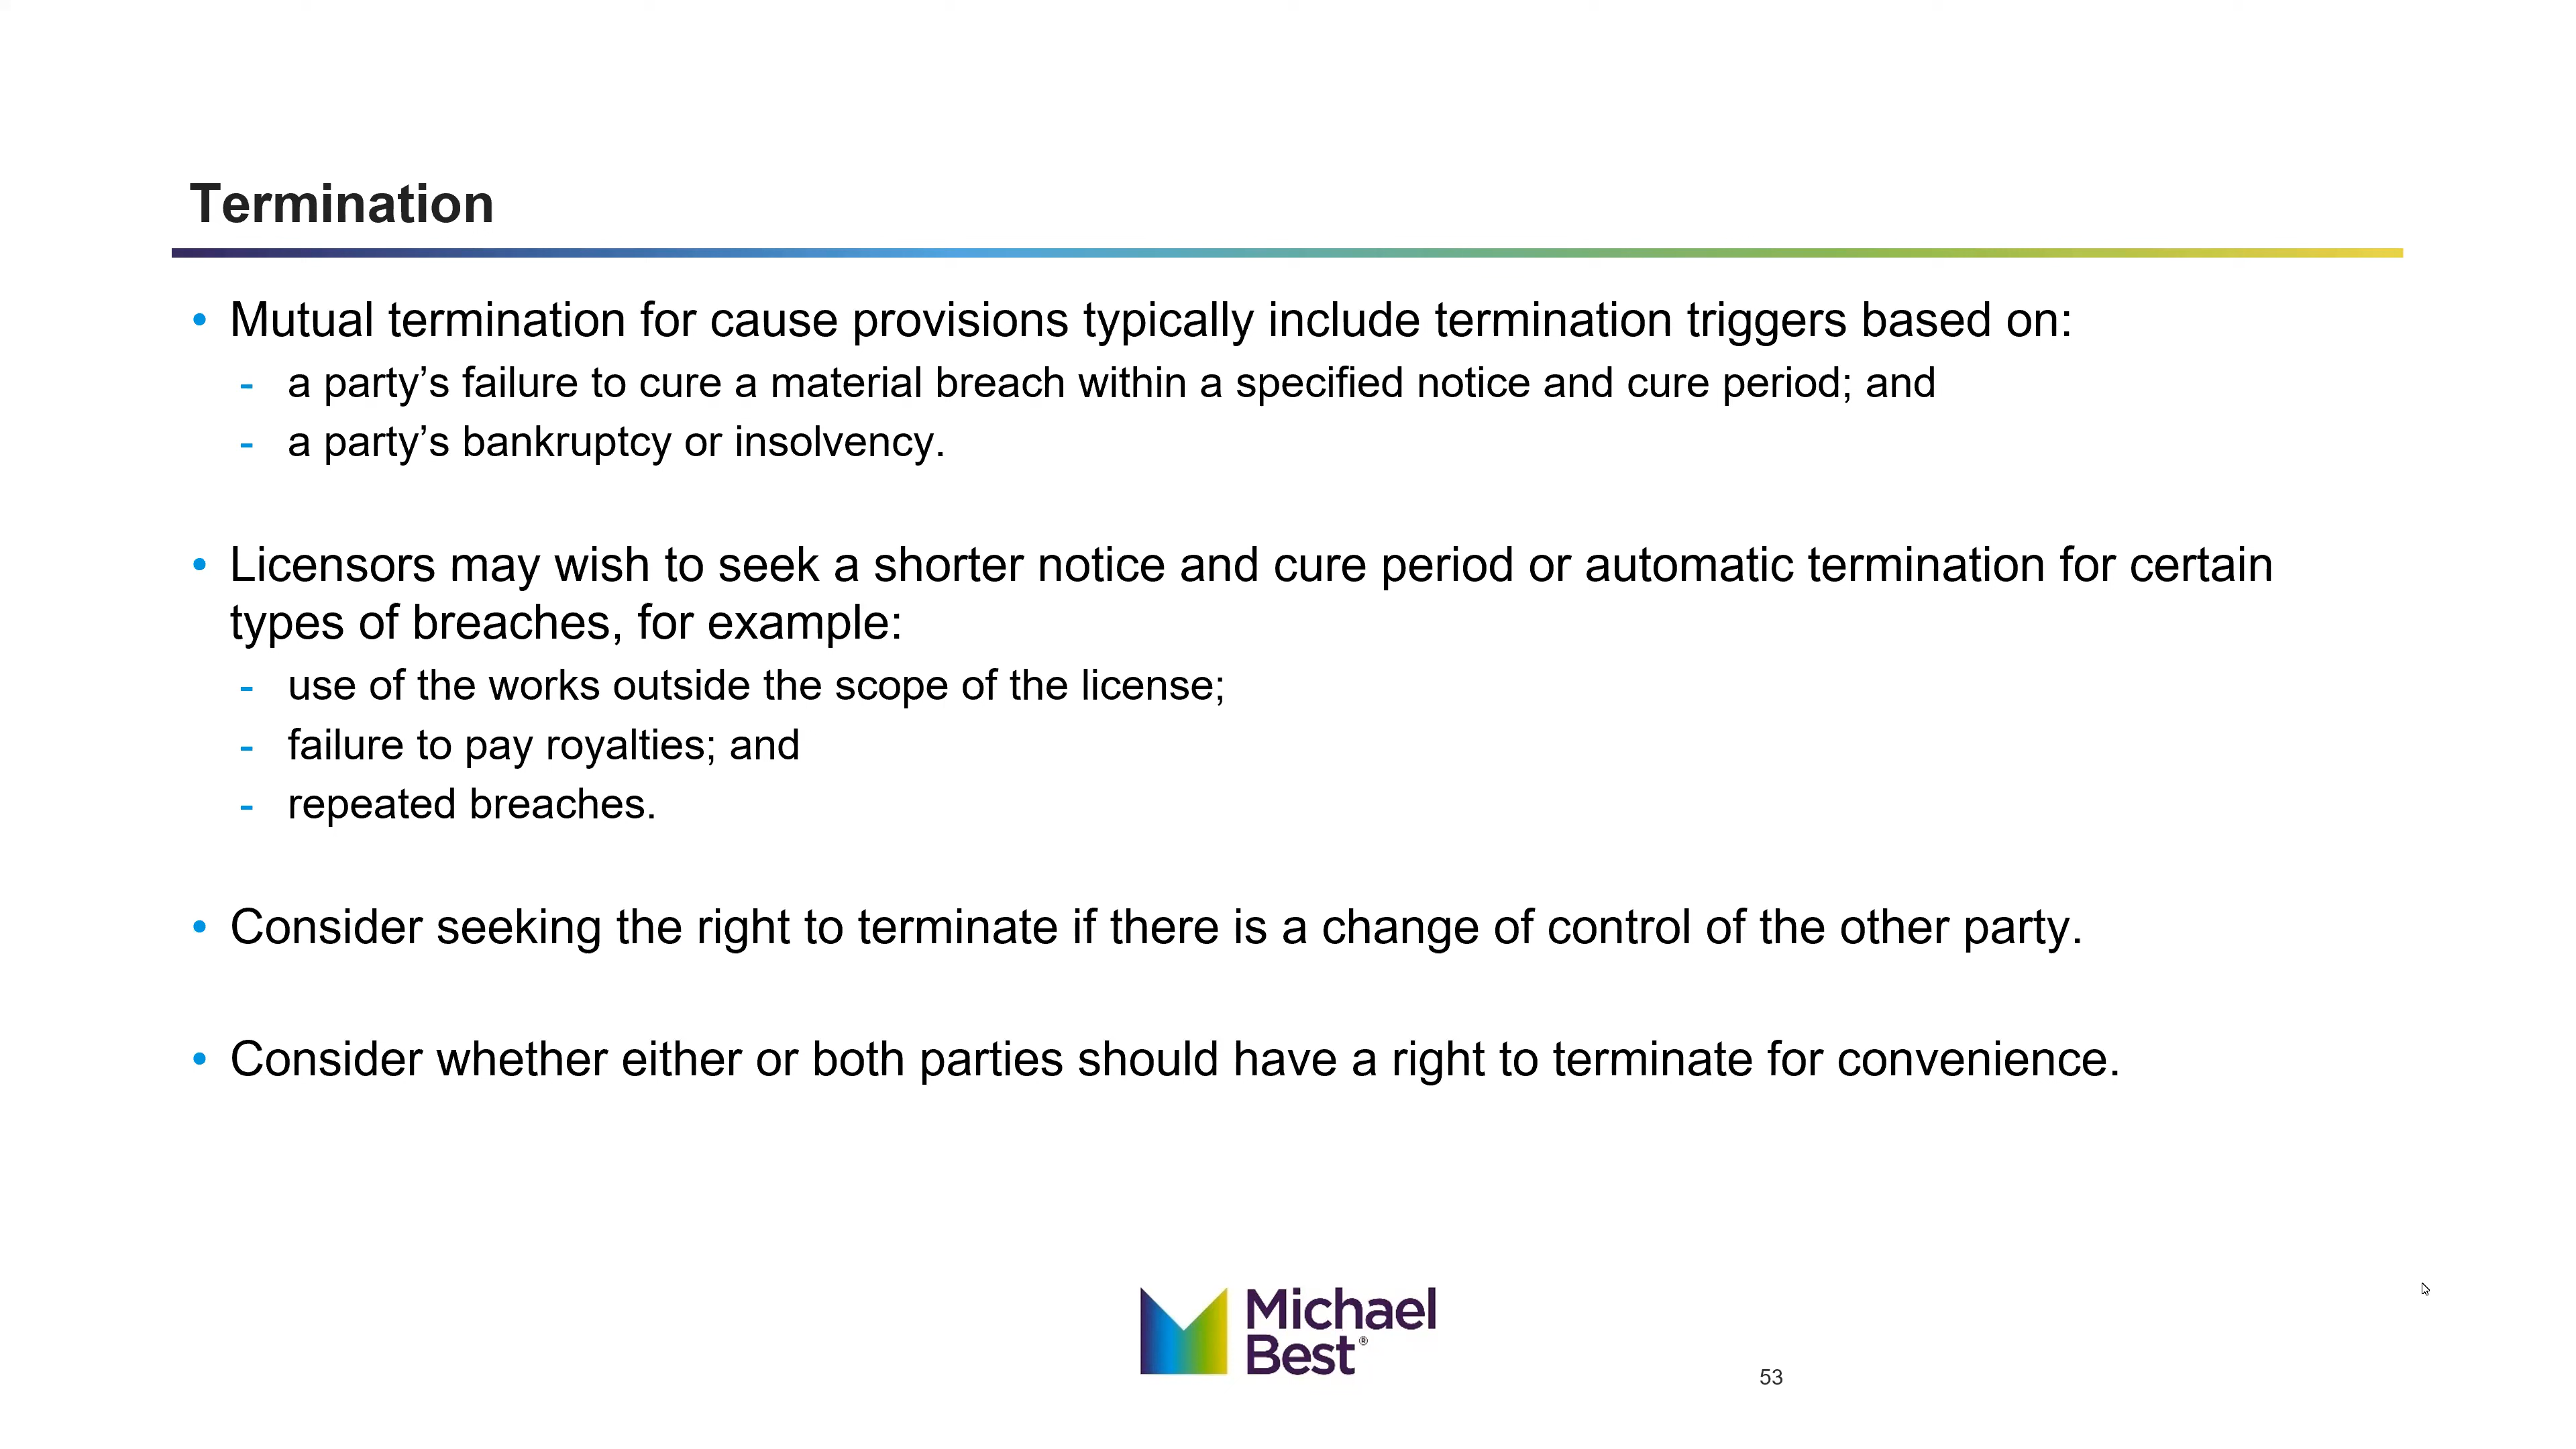 Termination
• Mutual termination for cause provisions typically include termination triggers based on:
- a party’s failure to cure a material breach within a specified notice and cure period; and
- a party’s bankruptcy or insolvency.
• Licensors may wish to seek a shorter notice and cure period or automatic termination for certain
types of breaches, for example:
- use of the works outside the scope of the license;
- failure to pay royalties; and
- repeated breaches.
• Consider seeking the right to terminate if there is a change of control of the other party.
• Consider whether either or both parties should have a right to terminate for convenience.
Michael
Best®
53